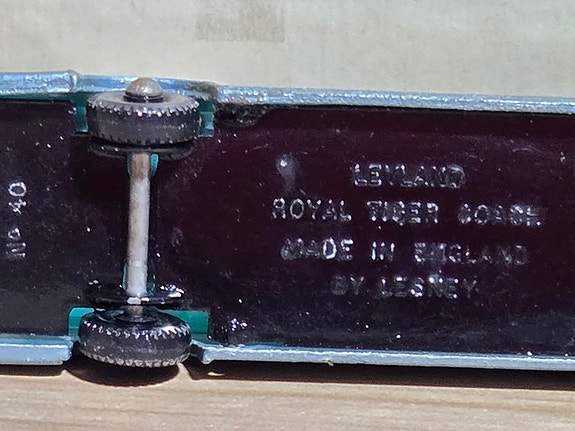 Nº 40
LEYLAND
ROYAL TIGER COACH
MADE IN ENGLAND
BY LESNEY